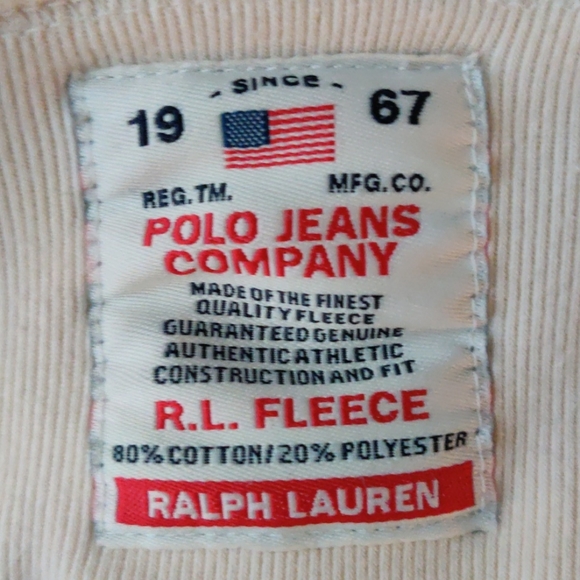 - SINCE -
19 67
REG. TM. MFG. CO.
POLO JEANS
COMPANY
MADE OF THE FINEST
QUALITY FLEECE
GUARANTEED GENUINE
AUTHENTIC ATHLETIC
CONSTRUCTION AND FIT
R.L. FLEECE
80% COTTON/20% POLYESTER
RALPH LAUREN